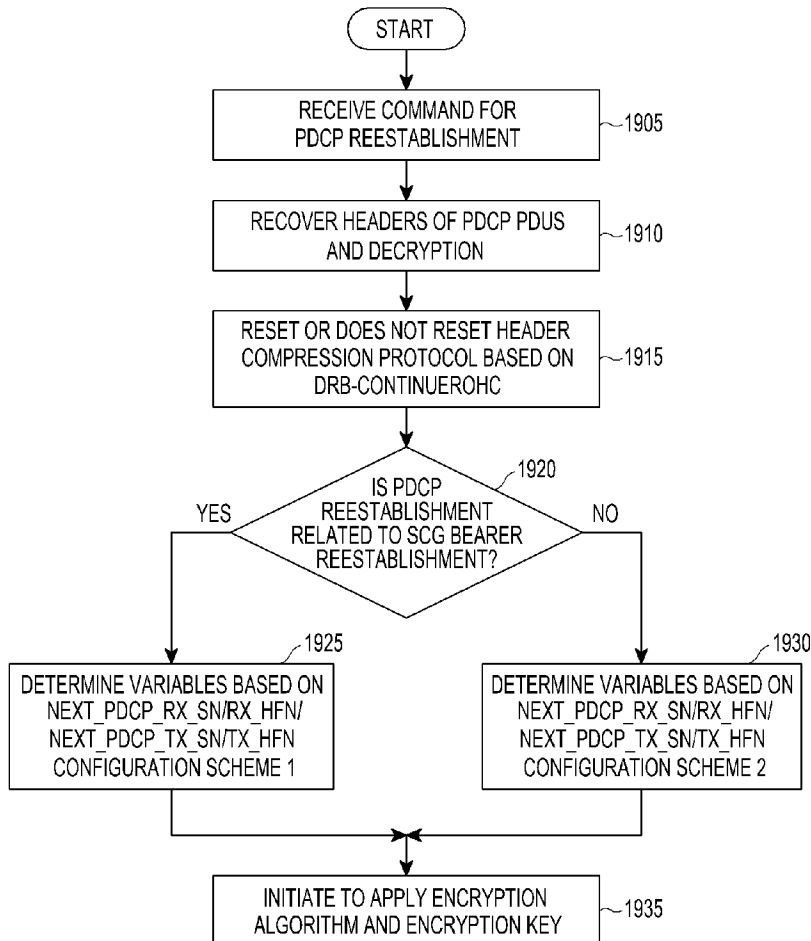 START
RECEIVE COMMAND FOR
PDCP REESTABLISHMENT
1905
RECOVER HEADERS OF PDCP PDUS
AND DECRYPTION
1910
RESET OR DOES NOT RESET HEADER
COMPRESSION PROTOCOL BASED ON
DRB-CONTINUEROHC
1915
1920
IS PDCP
REESTABLISHMENT
RELATED TO SCG BEARER
REESTABLISHMENT?
YES
NO
1925
DETERMINE VARIABLES BASED ON
NEXT_PDCP_RX_SN/RX_HFN/
NEXT_PDCP_TX_SN/TX_HFN
CONFIGURATION SCHEME 1
1930
DETERMINE VARIABLES BASED ON
NEXT_PDCP_RX_SN/RX_HFN/
NEXT_PDCP_TX_SN/TX_HFN
CONFIGURATION SCHEME 2
INITIATE TO APPLY ENCRYPTION
ALGORITHM AND ENCRYPTION KEY
1935